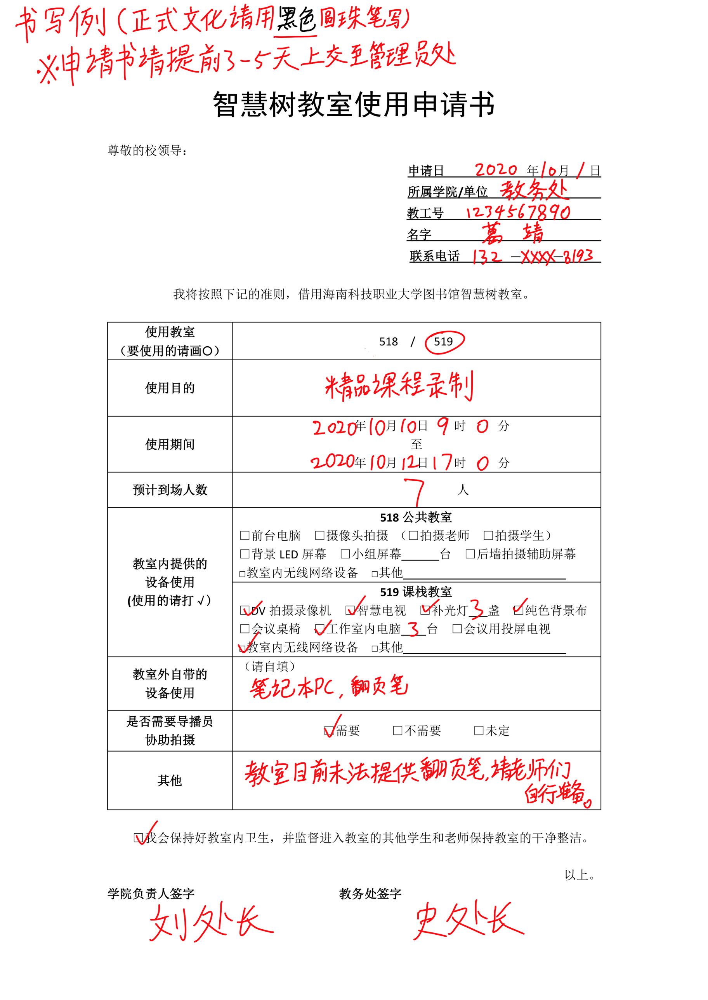 书写例（正式文化请用黑色圆珠笔写）
※申请书请提前3-5天上交至管理员处
智慧树教室使用申请书
尊敬的校领导：
申请日 2020 年 10 月 1 日
所属学院/单位 教务处
教工号 1234567890
名字 葛 靖
联系电话 132 —XXXX—8193
我将按照下记的准则，借用海南科技职业大学图书馆智慧树教室。
使用教室
（要使用的请画○）
518 / 519
使用目的
精品课程录制
使用期间
2020年10月10日 9 时 0 分
至
2020年10月12日17时 0 分
预计到场人数
7 人
教室内提供的
设备使用
(使用的请打 √）
518 公共教室
□前台电脑 □摄像头拍摄 （□拍摄老师 □拍摄学生）
□背景 LED 屏幕 □小组屏幕______台 □后墙拍摄辅助屏幕
□教室内无线网络设备 □其他__________________________
519 课栈教室
☑DV 拍摄录像机 ☑智慧电视 ☑补光灯 3 盏 ☑纯色背景布
□会议桌椅 ☑工作室内电脑 3 台 □会议用投屏电视
☑教室内无线网络设备 □其他__________________________
教室外自带的
设备使用
（请自填）
笔记本PC，翻页笔
是否需要导播员
协助拍摄
☑需要 □不需要 □未定
其他
教室目前未法提供翻页笔，请老师们
自行准备。
☑我会保持好教室内卫生，并监督进入教室的其他学生和老师保持教室的干净整洁。
以上。
学院负责人签字 教务处签字
刘处长 史处长